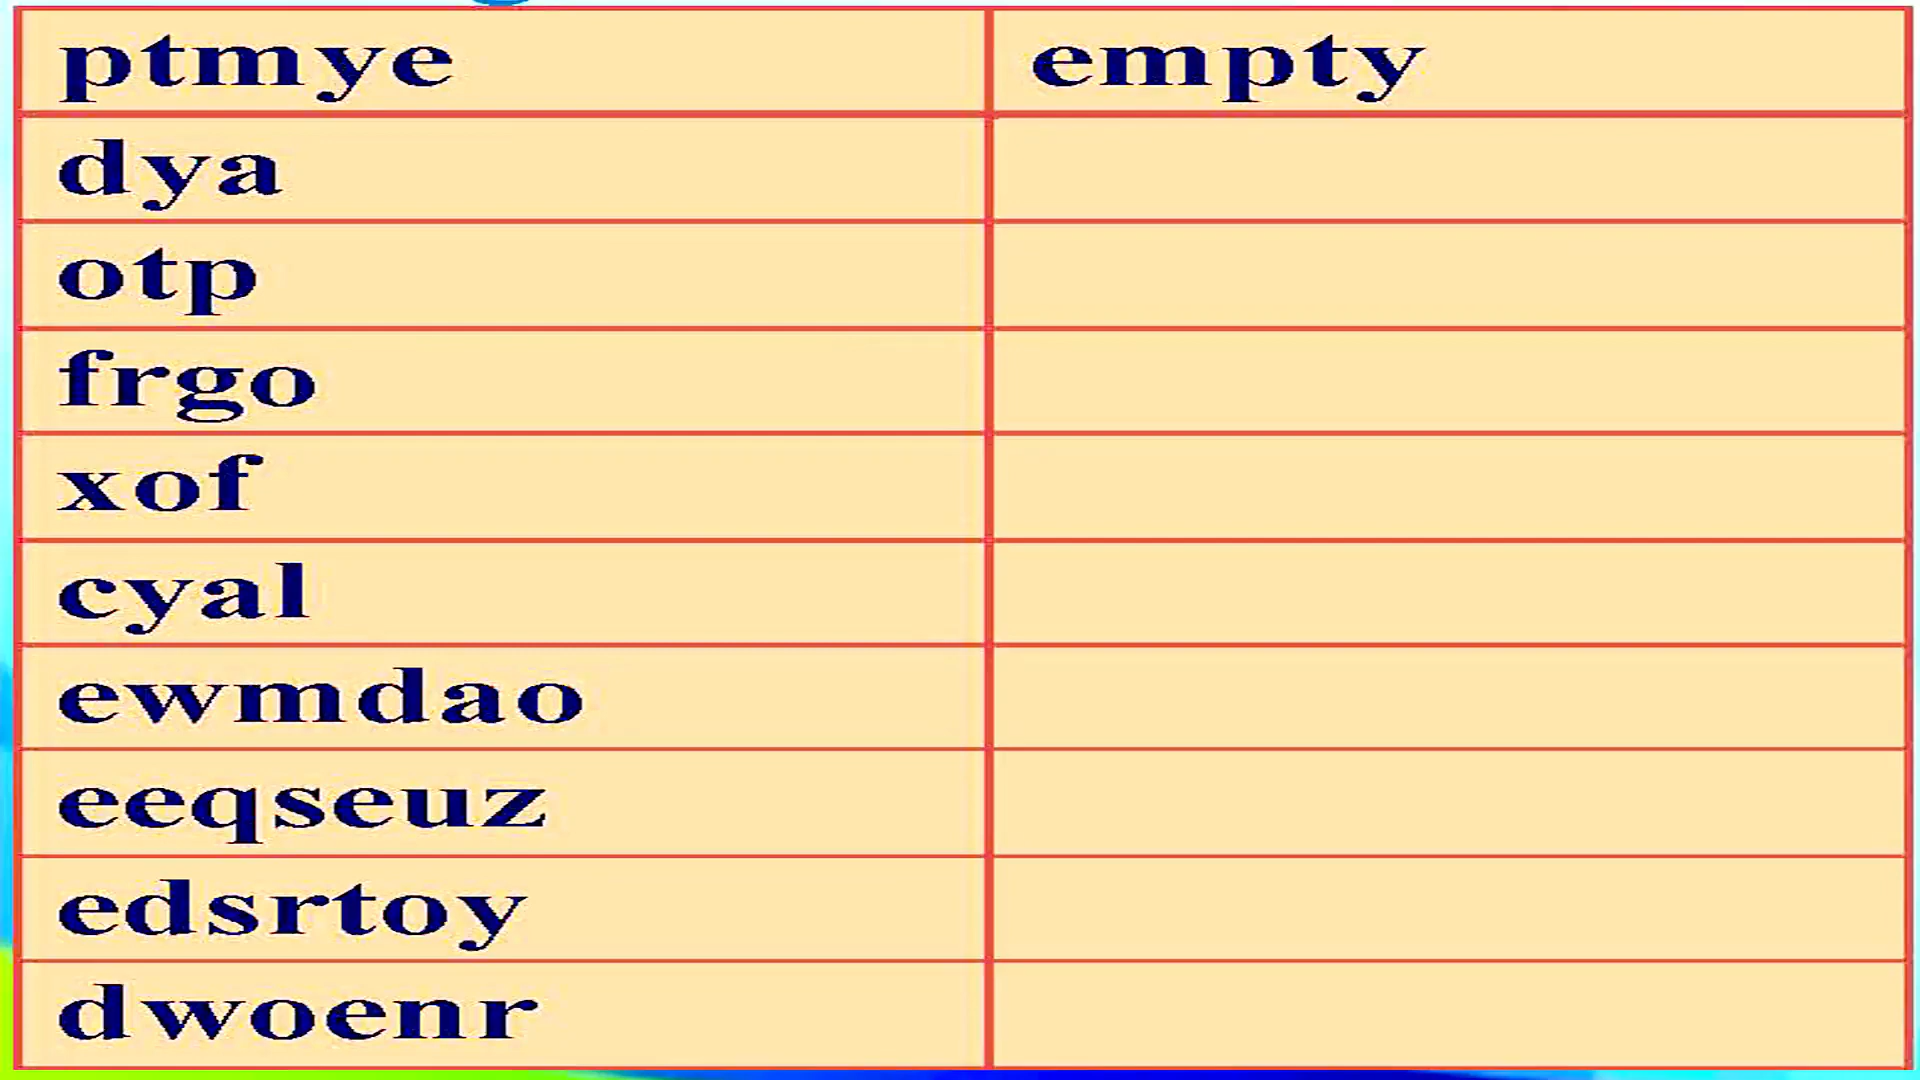 ptmye empty
dya
otp
frgo
xof
cyal
ewmdao
eeqseuz
edsrtoy
dwoenr